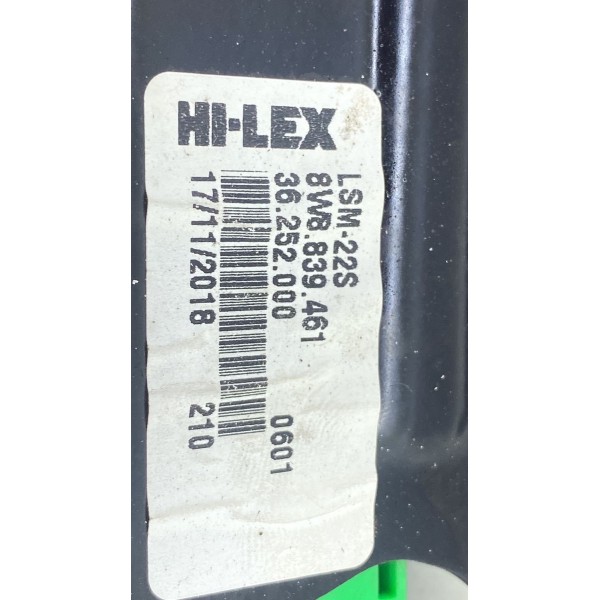 HI-LEX
LSM-22S
8W8.839.461
36.252.000 0601
17/11/2018 210